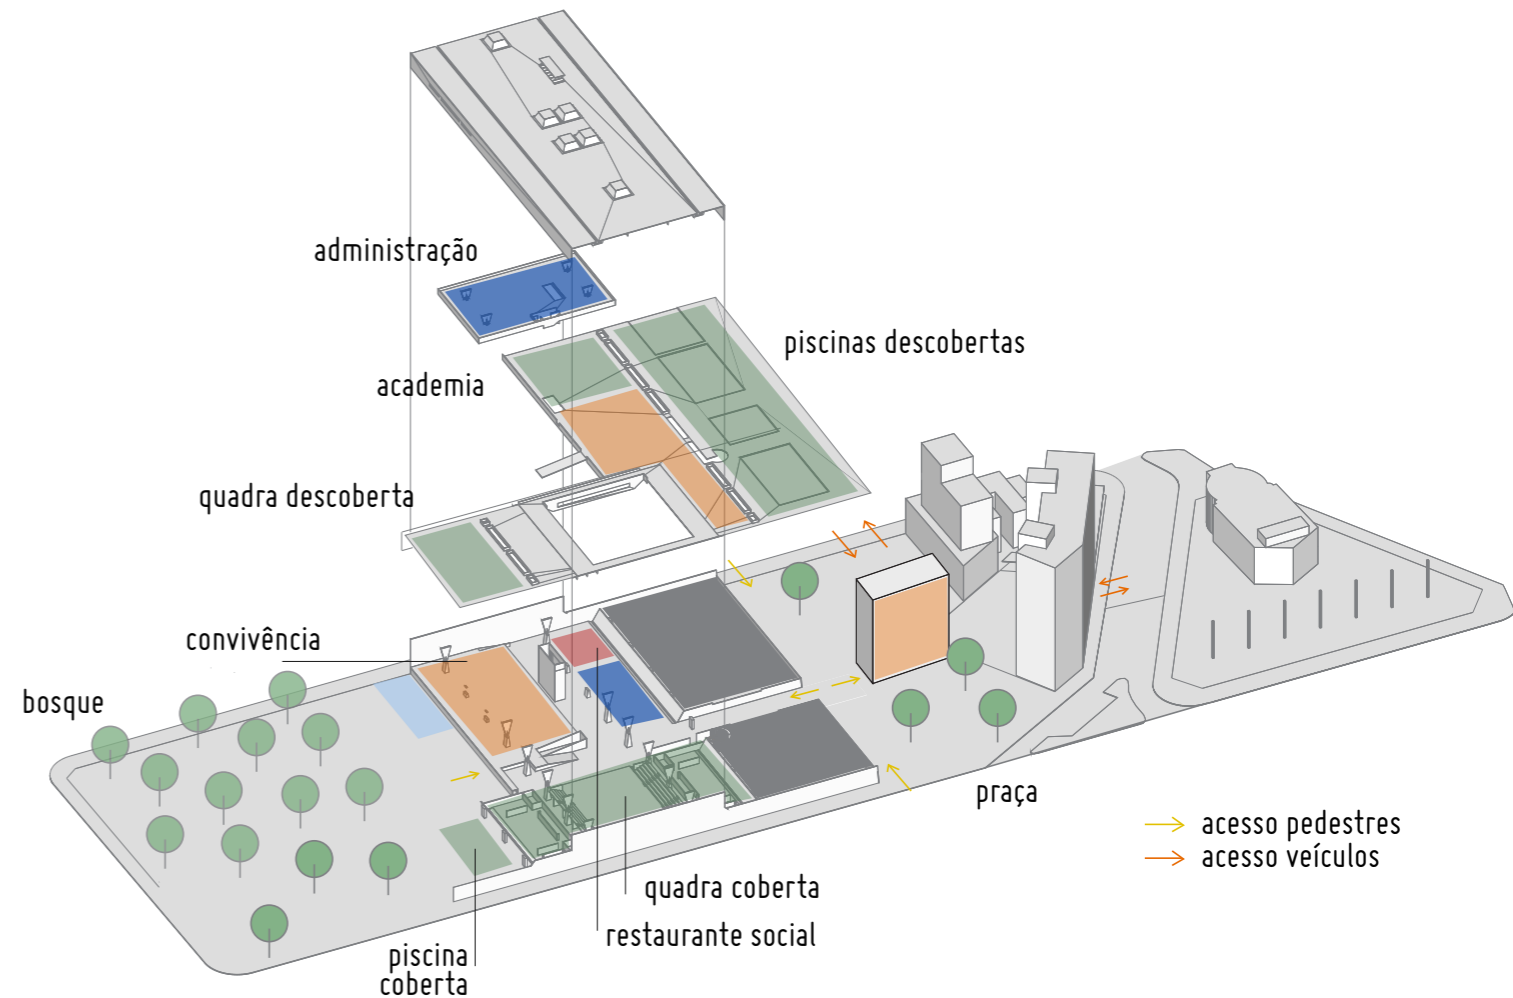 administração
piscinas descobertas
academia
quadra descoberta
convivência
bosque
praça
acesso pedestres
acesso veículos
quadra coberta
restaurante social
piscina
coberta